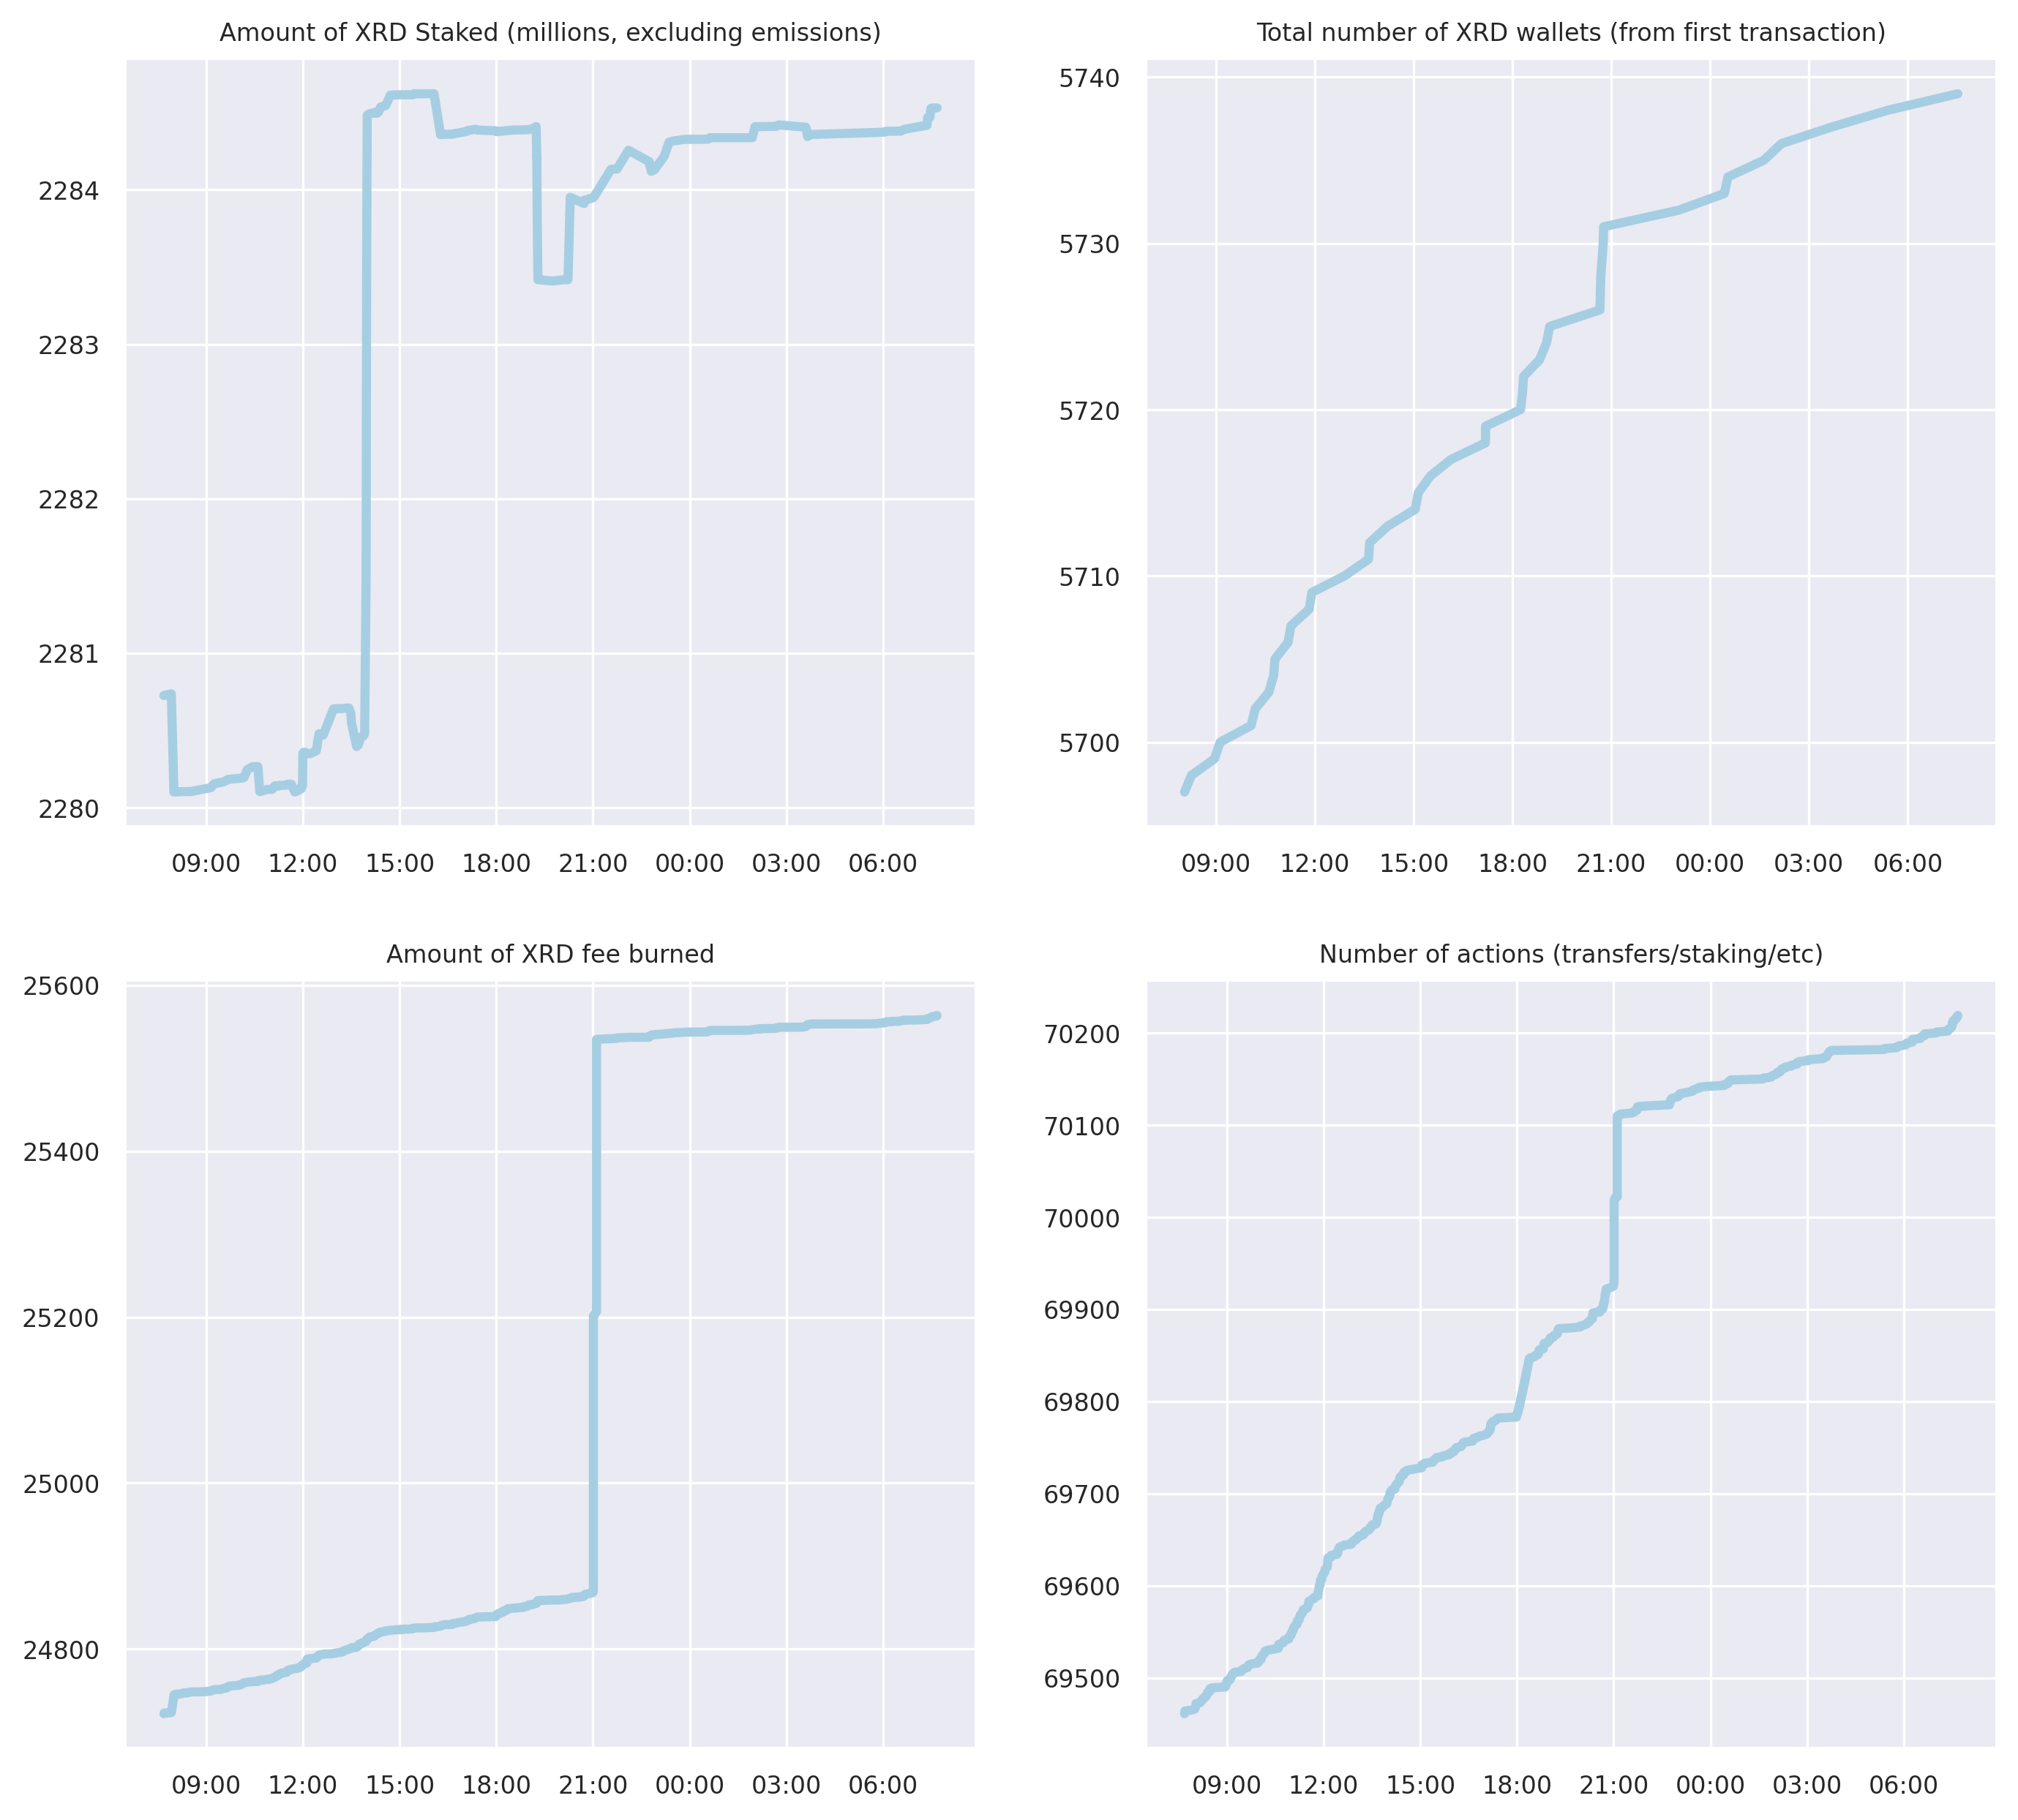 Amount of XRD Staked (millions, excluding emissions)
2284
2283
2282
2281
2280
09:00 12:00 15:00 18:00 21:00 00:00 03:00 06:00
Total number of XRD wallets (from first transaction)
5740
5730
5720
5710
5700
09:00 12:00 15:00 18:00 21:00 00:00 03:00 06:00
Amount of XRD fee burned
25600
25400
25200
25000
24800
09:00 12:00 15:00 18:00 21:00 00:00 03:00 06:00
Number of actions (transfers/staking/etc)
70200
70100
70000
69900
69800
69700
69600
69500
09:00 12:00 15:00 18:00 21:00 00:00 03:00 06:00